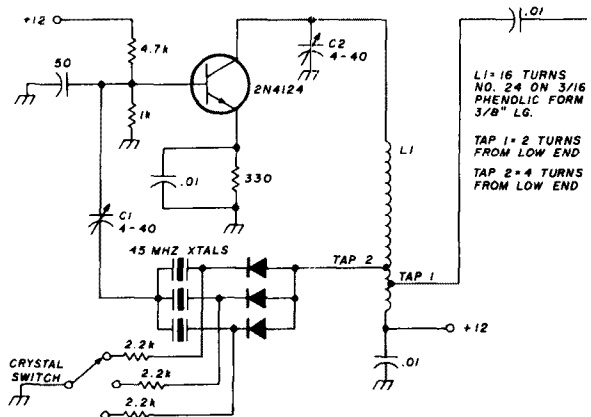 +12
4.7k
50
1k
2N4124
C2
4-40
.01
L1
L1= 16 TURNS
NO. 24 ON 3/16
PHENOLIC FORM
3/8" LG.
TAP 1= 2 TURNS
FROM LOW END
TAP 2= 4 TURNS
FROM LOW END
.01
330
C1
4-40
45 MHZ XTALS
TAP 2
TAP 1
+12
.01
2.2k
CRYSTAL
SWITCH
2.2k
2.2k